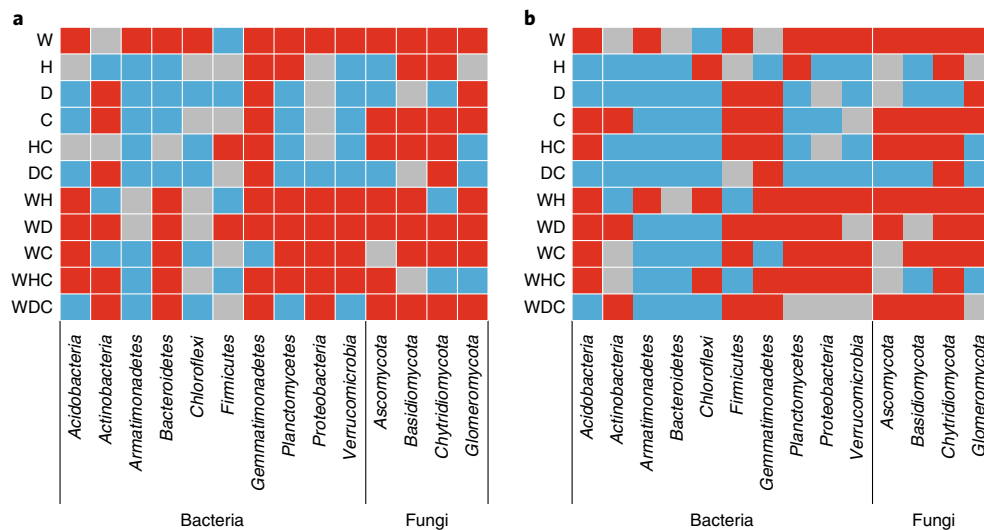 a
W
H
D
C
HC
DC
WH
WD
WC
WHC
WDC
Acidobacteria
Actinobacteria
Armatimonadetes
Bacteroidetes
Chloroflexi
Firmicutes
Gemmatimonadetes
Planctomycetes
Proteobacteria
Verrucomicrobia
Ascomycota
Basidiomycota
Chytridiomycota
Glomeromycota
Bacteria
Fungi
b
W
H
D
C
HC
DC
WH
WD
WC
WHC
WDC
Acidobacteria
Actinobacteria
Armatimonadetes
Bacteroidetes
Chloroflexi
Firmicutes
Gemmatimonadetes
Planctomycetes
Proteobacteria
Verrucomicrobia
Ascomycota
Basidiomycota
Chytridiomycota
Glomeromycota
Bacteria
Fungi